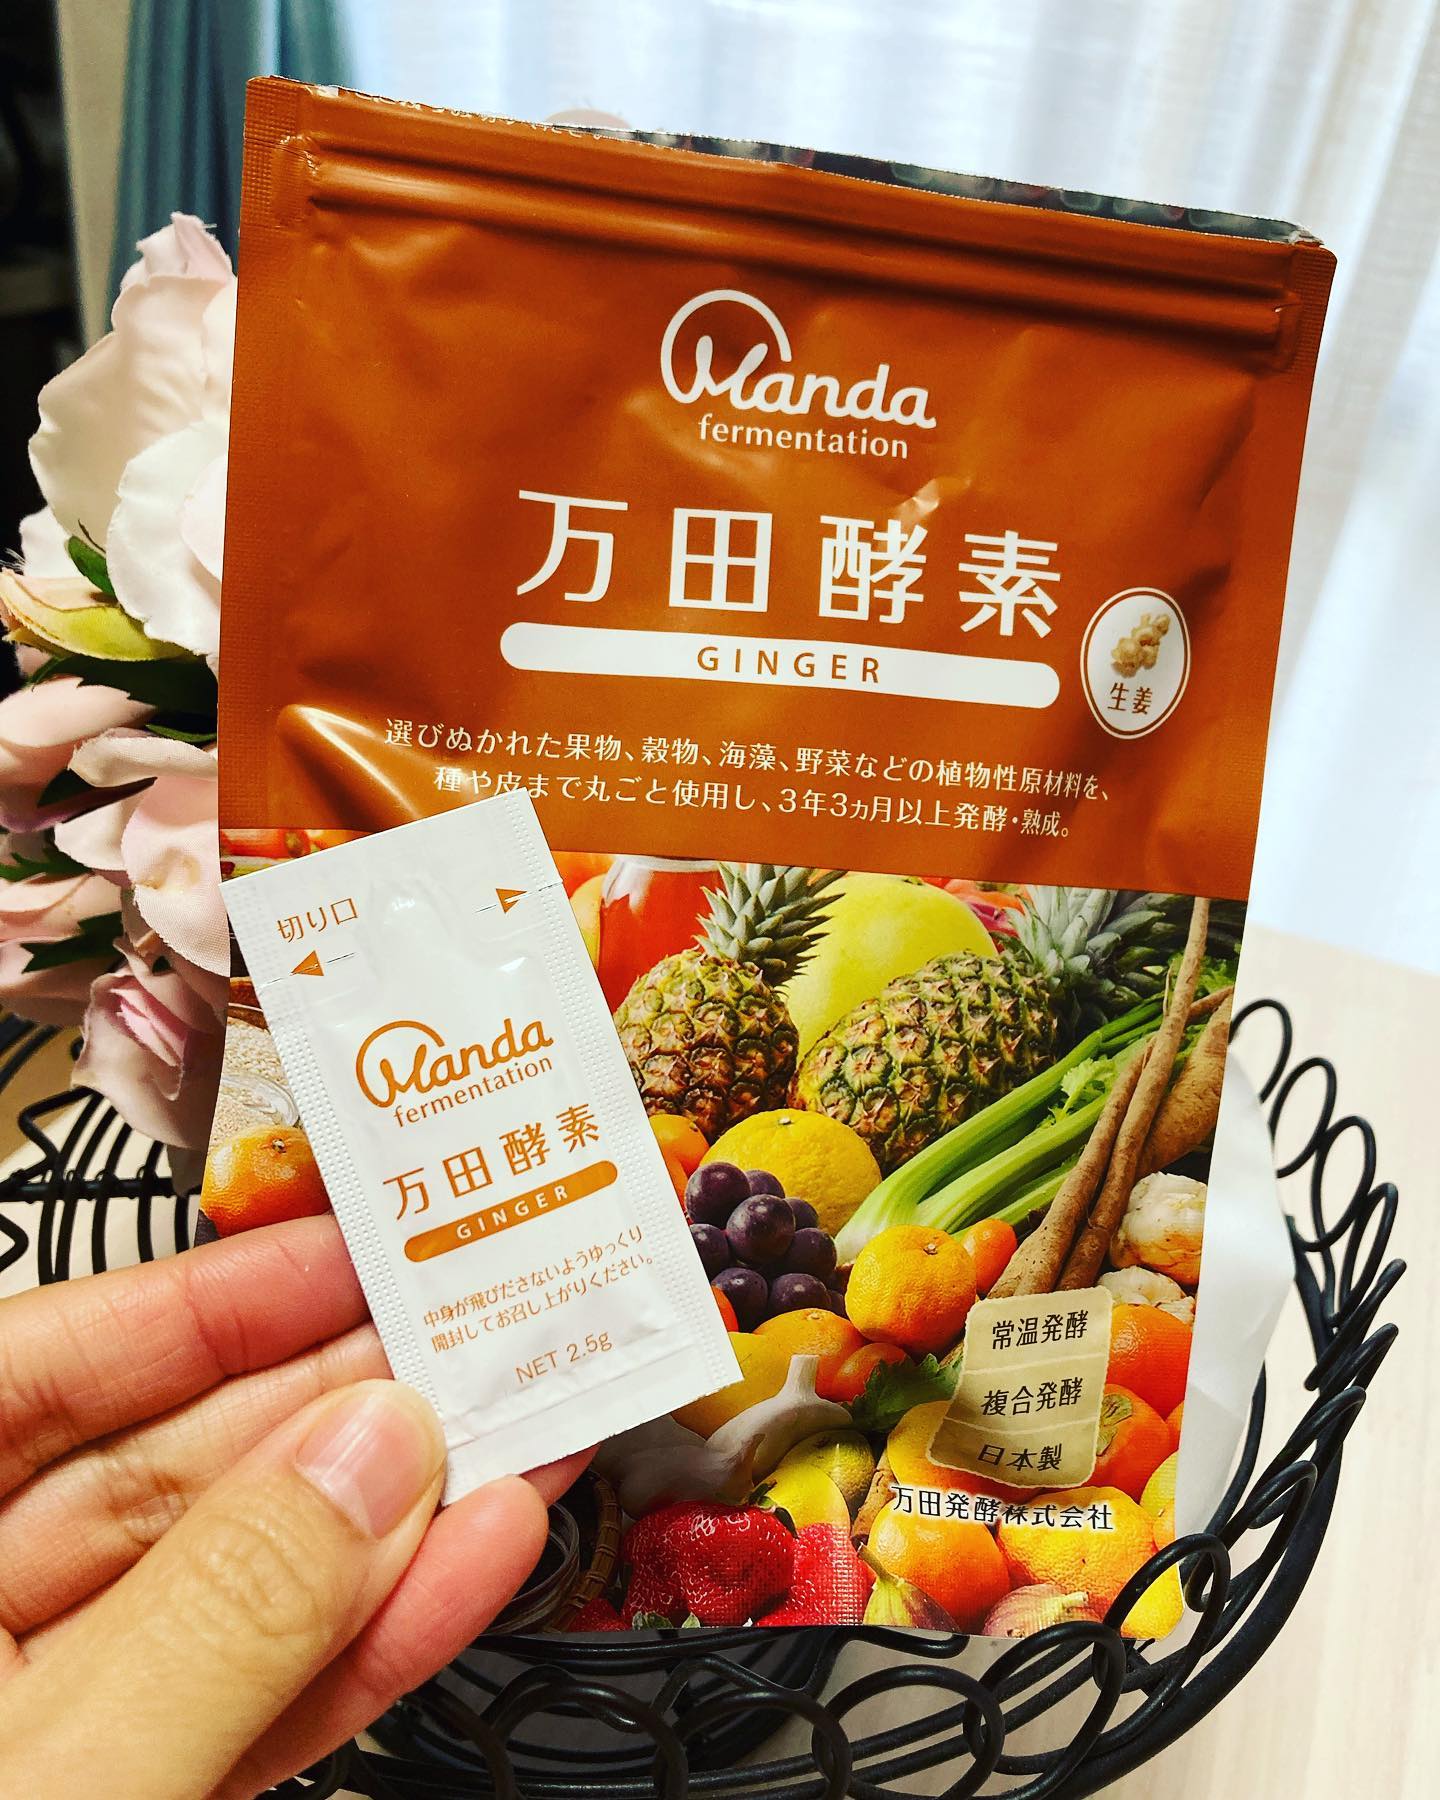 Manda
fermentation
万田酵素
GINGER
生姜
選びぬかれた果物、穀物、海藻、野菜などの植物性原材料を、
種や皮まで丸ごと使用し、3年3ヵ月以上発酵・熟成。
切り口
Manda
fermentation
万田酵素
GINGER
中身が飛びださないようゆっくり
開封してお召し上がりください。
NET 2.5g
常温発酵
複合発酵
日本製
万田発酵株式会社